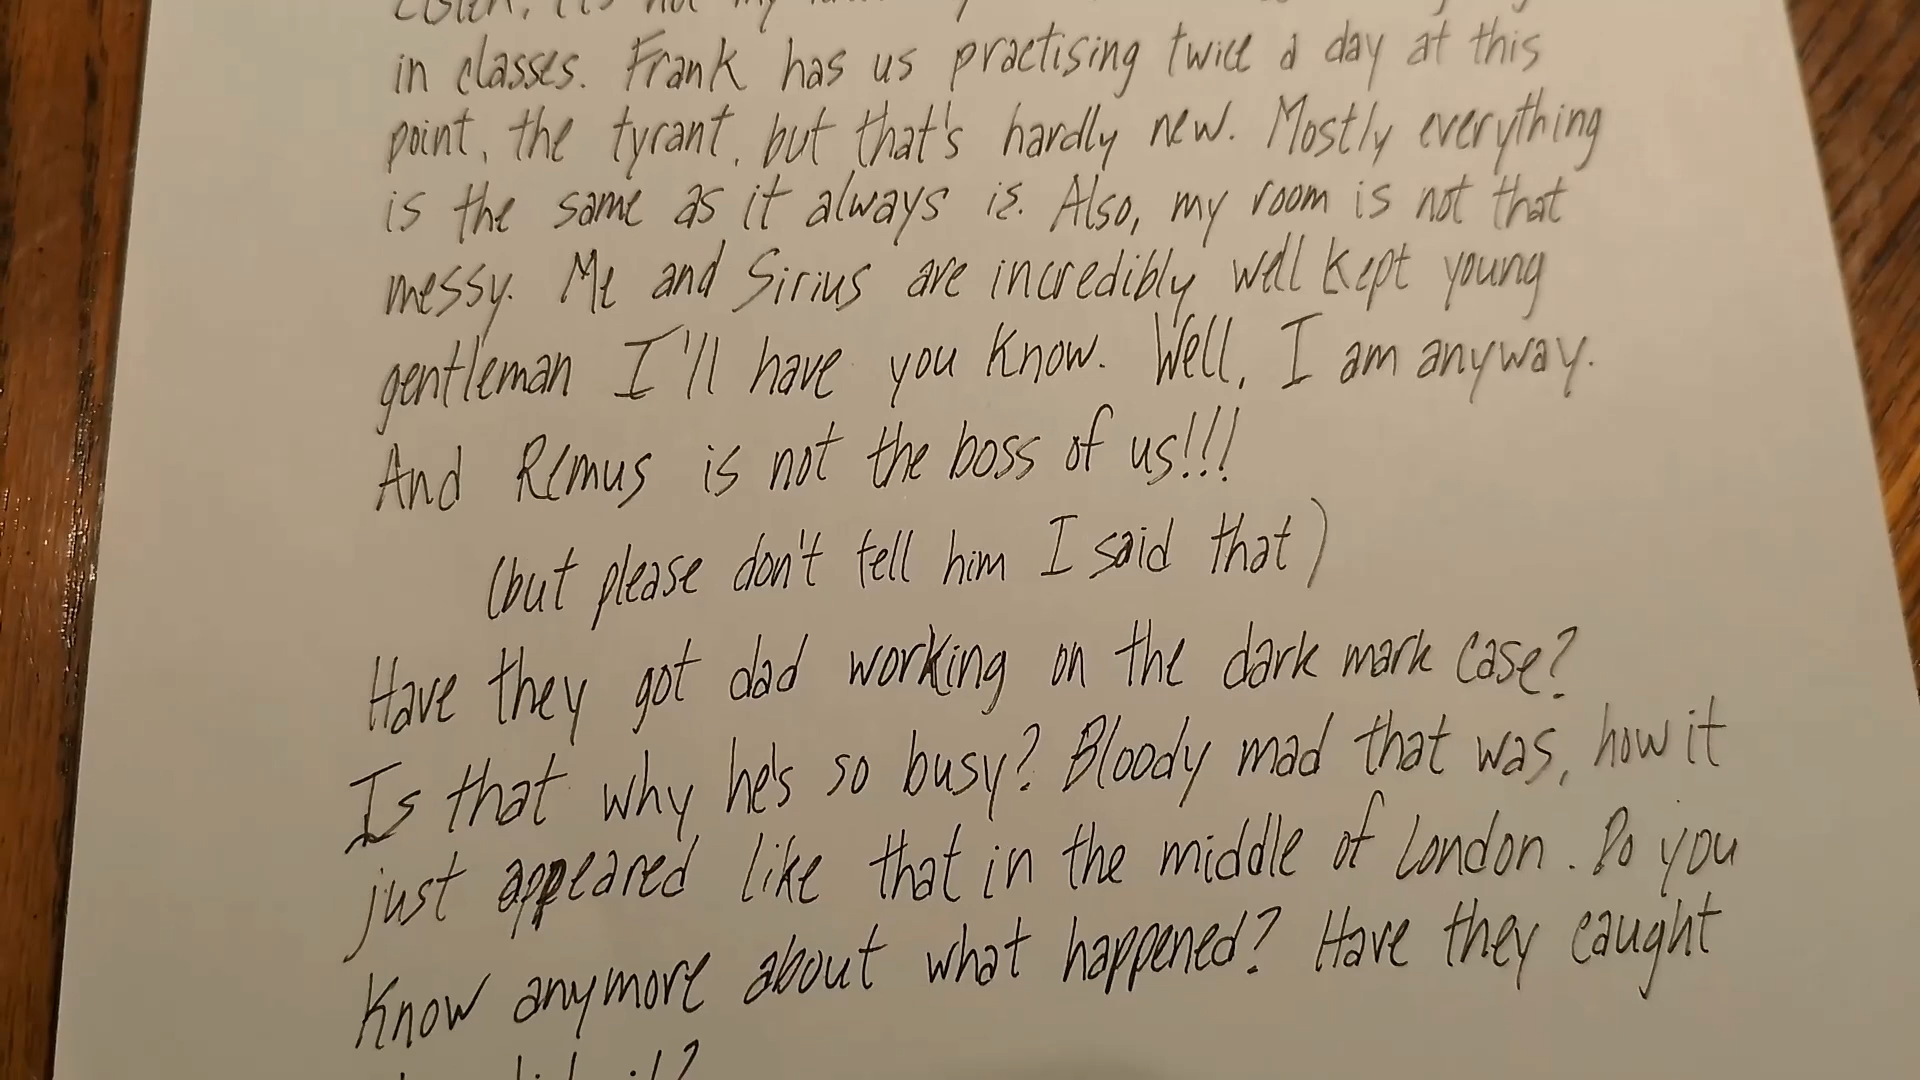 Listen, it's not my
in classes. Frank has us practising twice a day at this
point, the tyrant, but that's hardly new. Mostly everything
is the same as it always is. Also, my room is not that
messy. Me and Sirius are incredibly well kept young
gentleman I'll have you know. Well, I am anyway.
And Remus is not the boss of us!!!
(but please don't tell him I said that)
Have they got dad working on the dark mark case?
Is that why he's so busy? Bloody mad that was, how it
just appeared like that in the middle of London. Do you
know anymore about what happened? Have they caught